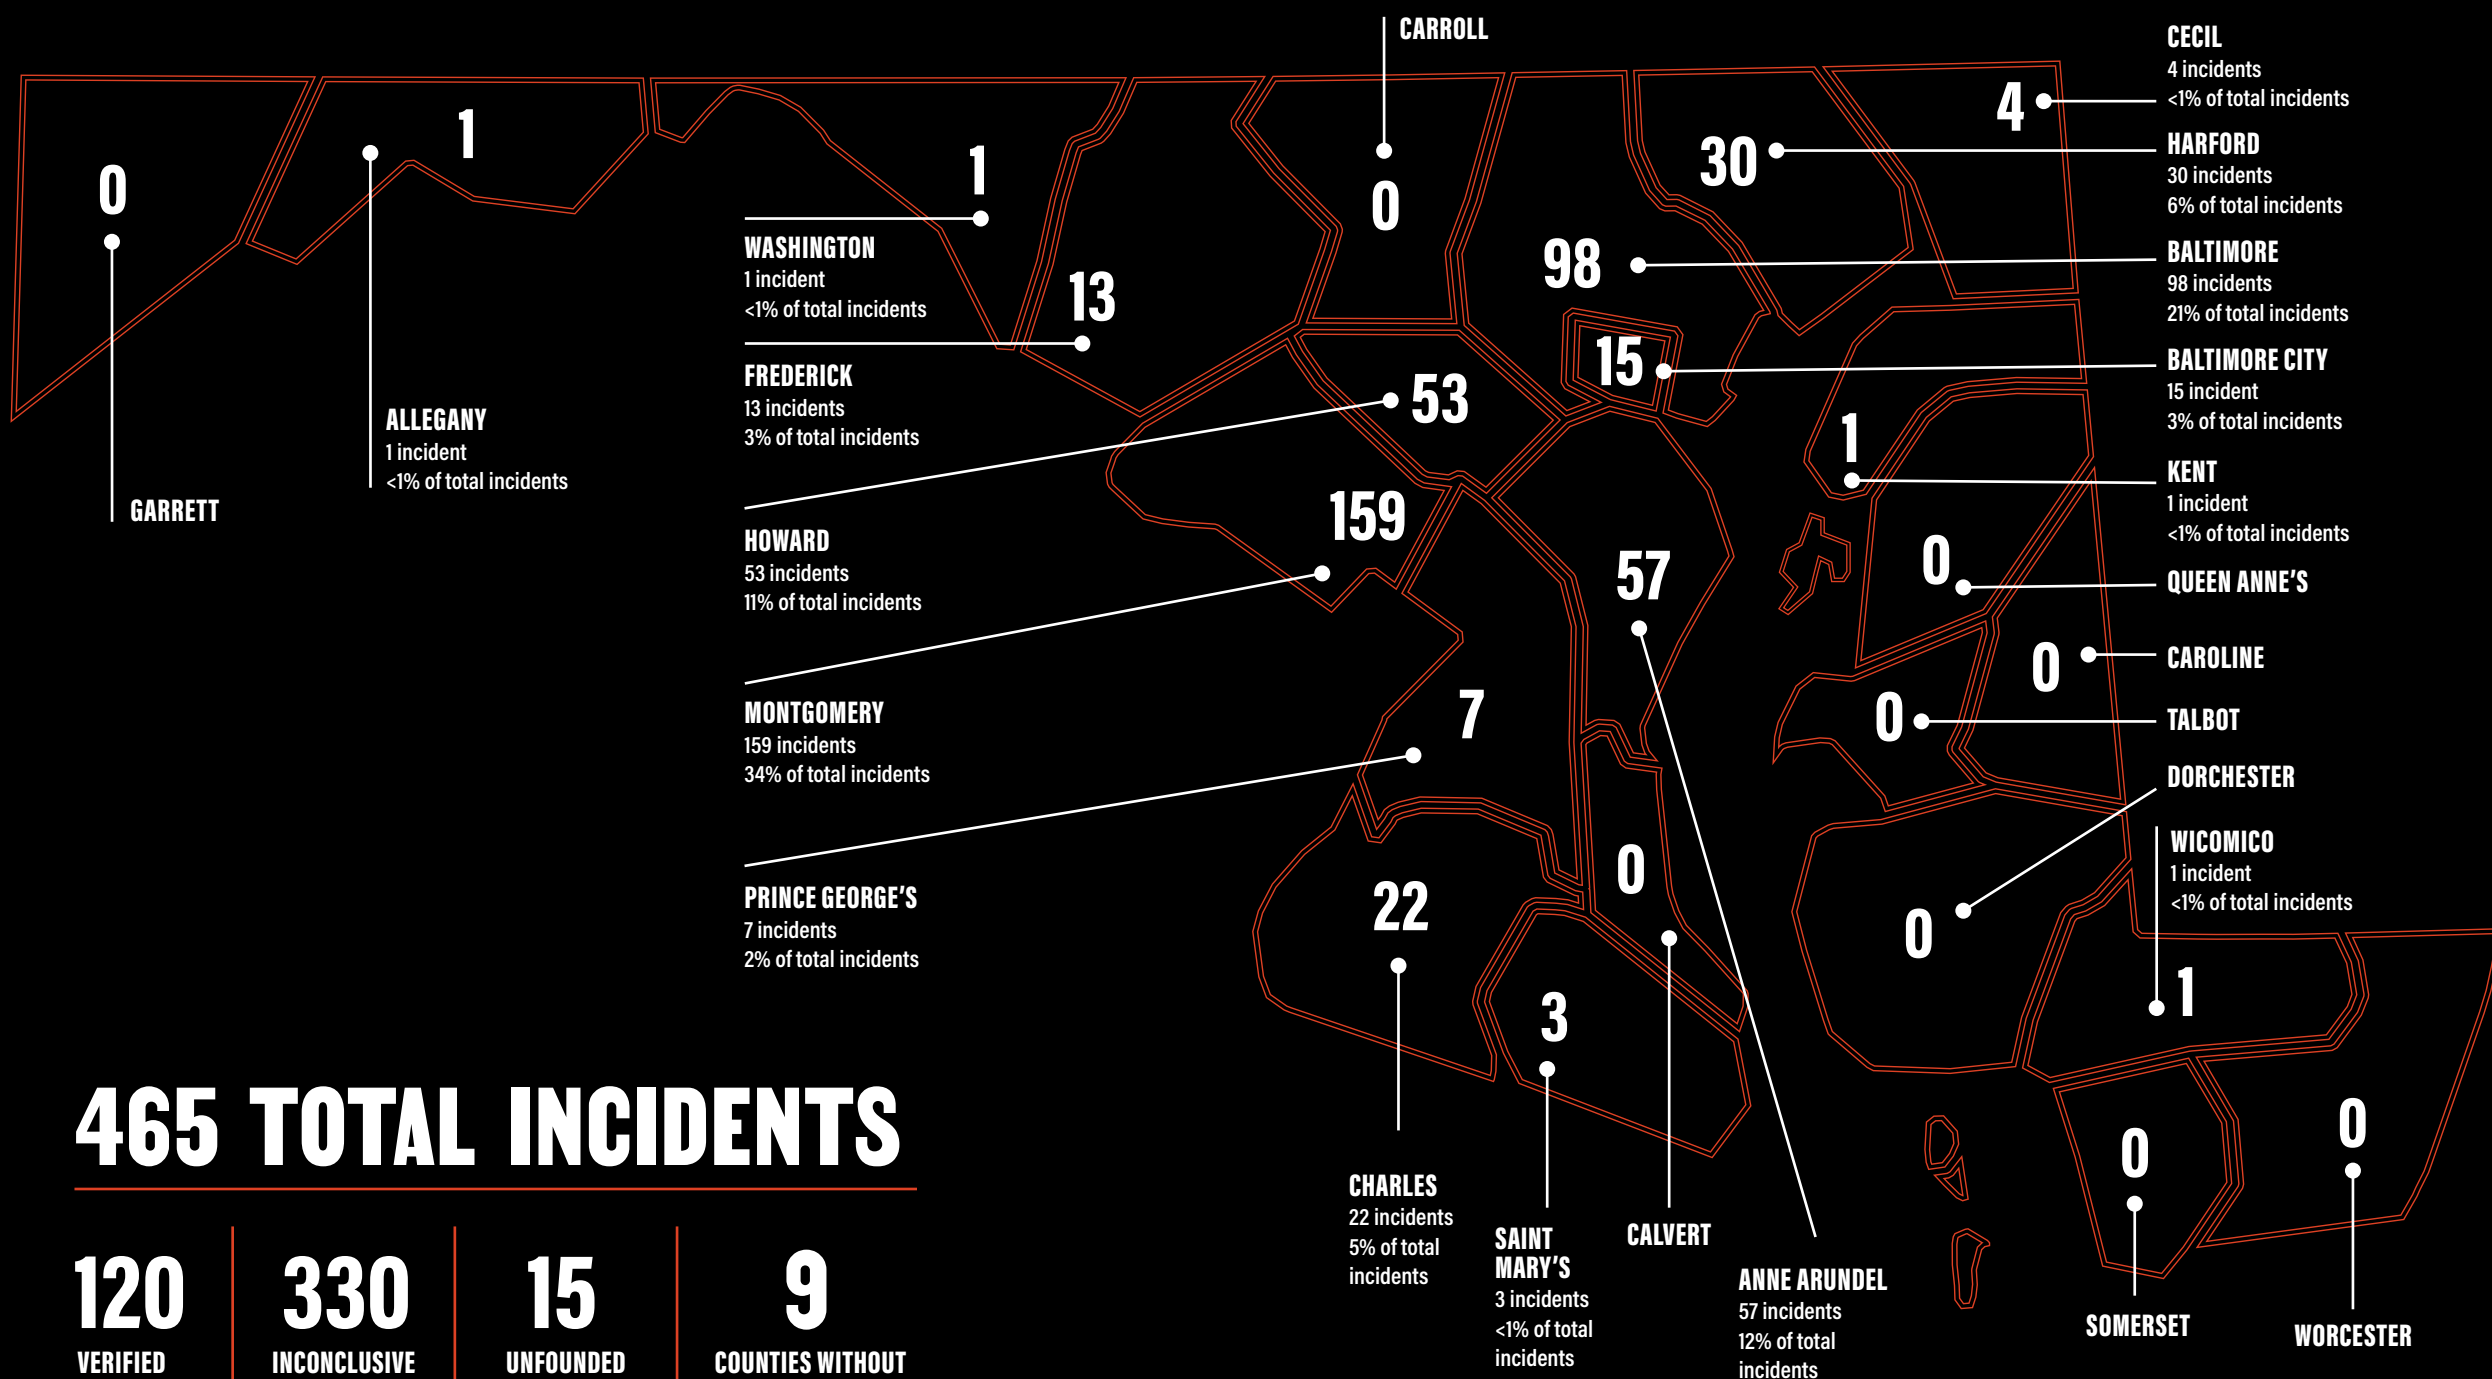 CARROLL
0
GARRETT
0
1
ALLEGANY
1 incident
<1% of total incidents
1
WASHINGTON
1 incident
<1% of total incidents
13
FREDERICK
13 incidents
3% of total incidents
53
HOWARD
53 incidents
11% of total incidents
159
MONTGOMERY
159 incidents
34% of total incidents
7
PRINCE GEORGE'S
7 incidents
2% of total incidents
4
CECIL
4 incidents
<1% of total incidents
30
HARFORD
30 incidents
6% of total incidents
98
BALTIMORE
98 incidents
21% of total incidents
15
BALTIMORE CITY
15 incident
3% of total incidents
1
KENT
1 incident
<1% of total incidents
0
QUEEN ANNE'S
0
CAROLINE
0
TALBOT
0
DORCHESTER
1
WICOMICO
1 incident
<1% of total incidents
22
CHARLES
22 incidents
5% of total
incidents
3
SAINT
MARY'S
3 incidents
<1% of total
incidents
0
CALVERT
57
ANNE ARUNDEL
57 incidents
12% of total
incidents
0
SOMERSET
0
WORCESTER
465 TOTAL INCIDENTS
120
VERIFIED
330
INCONCLUSIVE
15
UNFOUNDED
9
COUNTIES WITHOUT